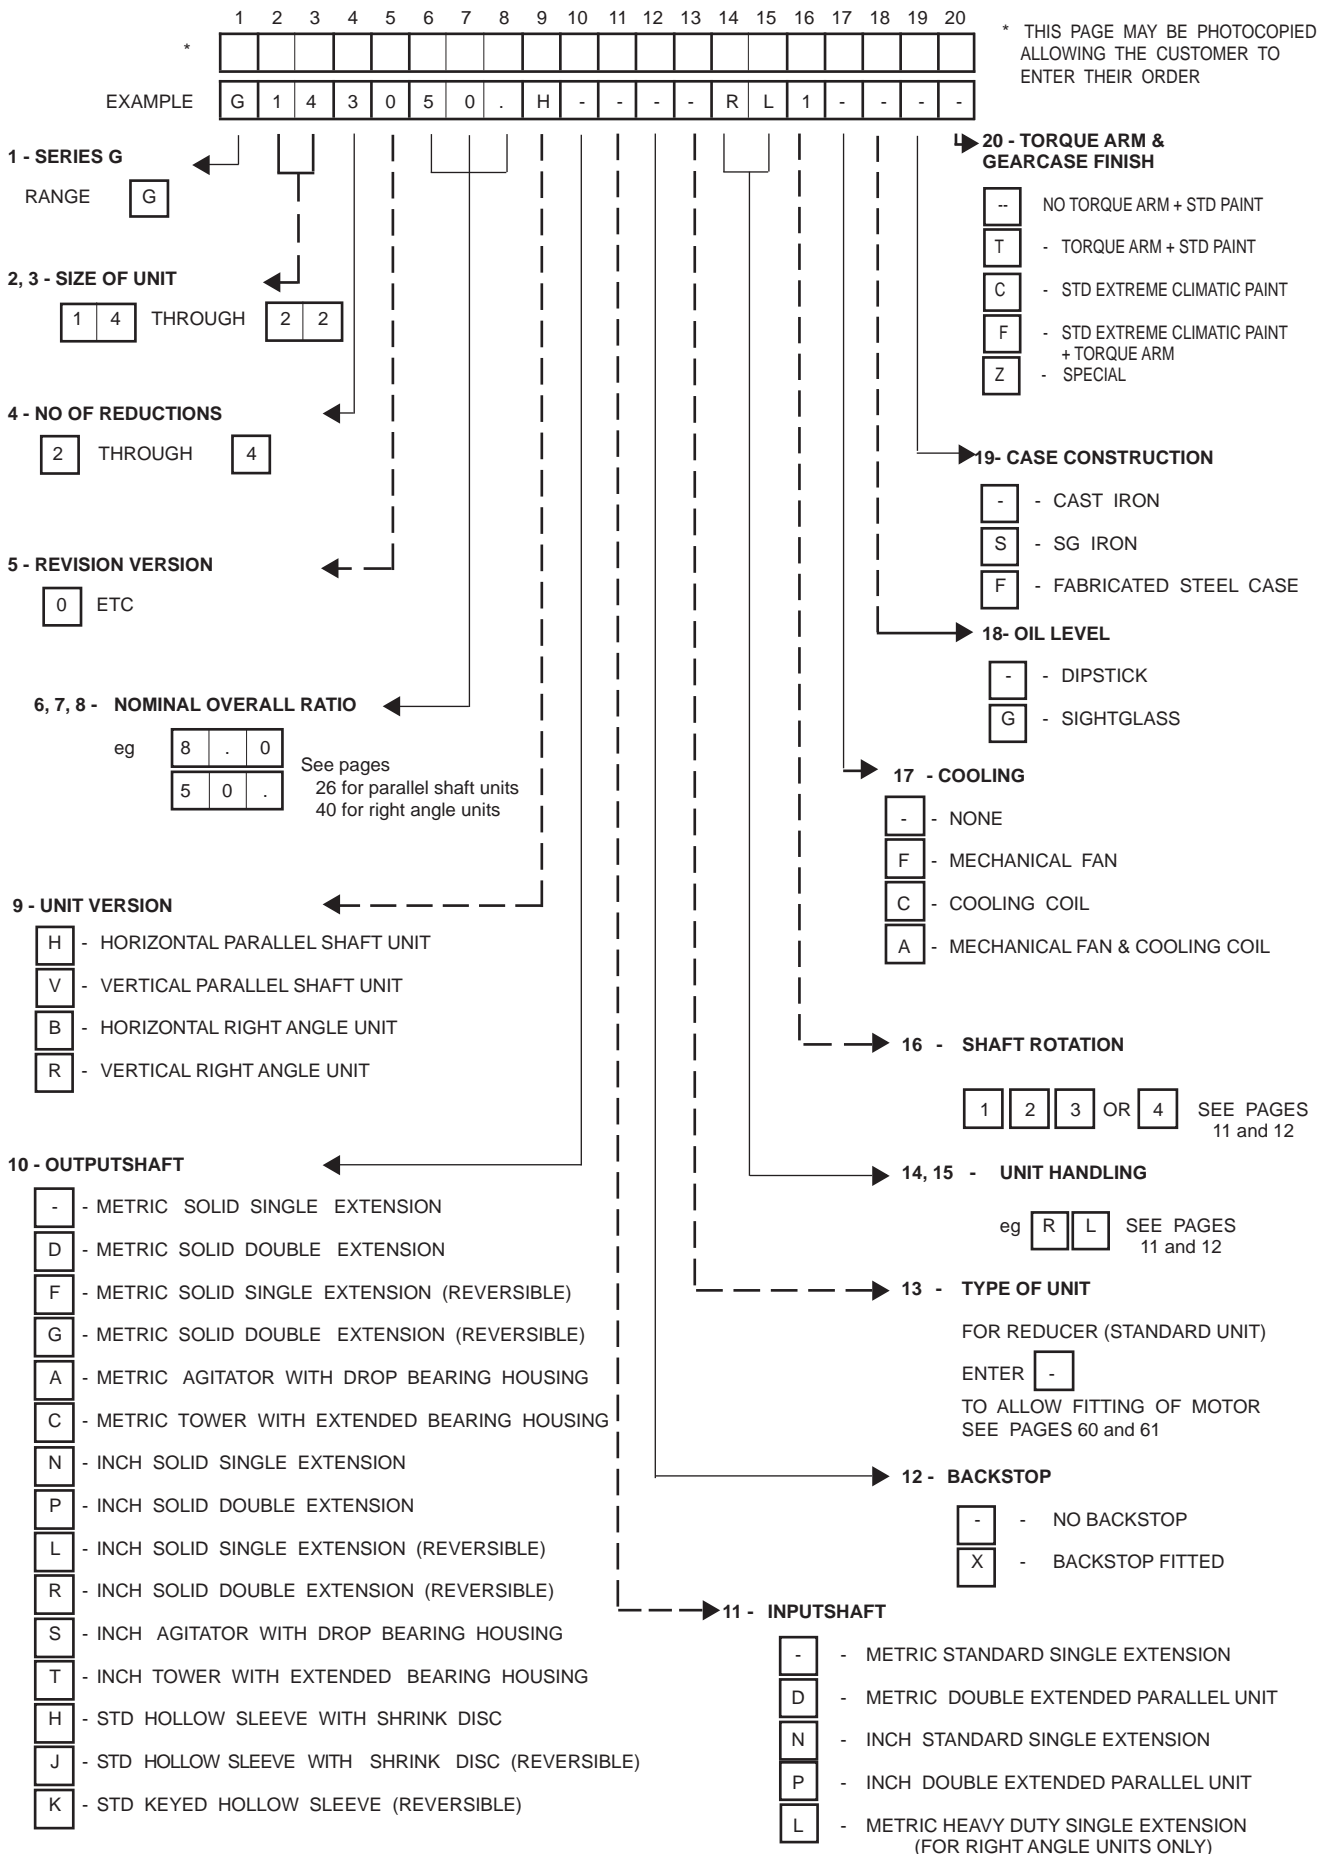 1 2 3 4 5 6 7 8 9 10 11 12 13 14 15 16 17 18 19 20
*
* THIS PAGE MAY BE PHOTOCOPIED
ALLOWING THE CUSTOMER TO
ENTER THEIR ORDER
EXAMPLE G 1 4 3 0 5 0 . H - - - - R L 1 - - - -
1 - SERIES G
RANGE G
2, 3 - SIZE OF UNIT
1 4 THROUGH 2 2
4 - NO OF REDUCTIONS
2 THROUGH 4
5 - REVISION VERSION
0 ETC
6, 7, 8 - NOMINAL OVERALL RATIO
eg 8 . 0
5 0 .
See pages
26 for parallel shaft units
40 for right angle units
9 - UNIT VERSION
H - HORIZONTAL PARALLEL SHAFT UNIT
V - VERTICAL PARALLEL SHAFT UNIT
B - HORIZONTAL RIGHT ANGLE UNIT
R - VERTICAL RIGHT ANGLE UNIT
10 - OUTPUTSHAFT
- - METRIC SOLID SINGLE EXTENSION
D - METRIC SOLID DOUBLE EXTENSION
F - METRIC SOLID SINGLE EXTENSION (REVERSIBLE)
G - METRIC SOLID DOUBLE EXTENSION (REVERSIBLE)
A - METRIC AGITATOR WITH DROP BEARING HOUSING
C - METRIC TOWER WITH EXTENDED BEARING HOUSING
N - INCH SOLID SINGLE EXTENSION
P - INCH SOLID DOUBLE EXTENSION
L - INCH SOLID SINGLE EXTENSION (REVERSIBLE)
R - INCH SOLID DOUBLE EXTENSION (REVERSIBLE)
S - INCH AGITATOR WITH DROP BEARING HOUSING
T - INCH TOWER WITH EXTENDED BEARING HOUSING
H - STD HOLLOW SLEEVE WITH SHRINK DISC
J - STD HOLLOW SLEEVE WITH SHRINK DISC (REVERSIBLE)
K - STD KEYED HOLLOW SLEEVE (REVERSIBLE)
20 - TORQUE ARM &
GEARCASE FINISH
-- NO TORQUE ARM + STD PAINT
T - TORQUE ARM + STD PAINT
C - STD EXTREME CLIMATIC PAINT
F - STD EXTREME CLIMATIC PAINT
+ TORQUE ARM
Z - SPECIAL
19- CASE CONSTRUCTION
- - CAST IRON
S - SG IRON
F - FABRICATED STEEL CASE
18- OIL LEVEL
- - DIPSTICK
G - SIGHTGLASS
17 - COOLING
- - NONE
F - MECHANICAL FAN
C - COOLING COIL
A - MECHANICAL FAN & COOLING COIL
16 - SHAFT ROTATION
1 2 3 OR 4 SEE PAGES
11 and 12
14, 15 - UNIT HANDLING
eg R L SEE PAGES
11 and 12
13 - TYPE OF UNIT
FOR REDUCER (STANDARD UNIT)
ENTER -
TO ALLOW FITTING OF MOTOR
SEE PAGES 60 and 61
12 - BACKSTOP
- - NO BACKSTOP
X - BACKSTOP FITTED
11 - INPUTSHAFT
- - METRIC STANDARD SINGLE EXTENSION
D - METRIC DOUBLE EXTENDED PARALLEL UNIT
N - INCH STANDARD SINGLE EXTENSION
P - INCH DOUBLE EXTENDED PARALLEL UNIT
L - METRIC HEAVY DUTY SINGLE EXTENSION
(FOR RIGHT ANGLE UNITS ONLY)